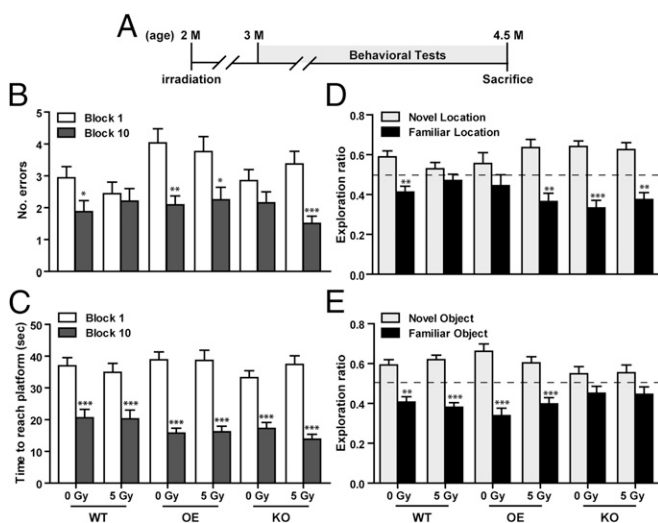 A
(age) 2 M 3 M 4.5 M
Behavioral Tests
irradiation Sacrifice
B
Block 1
Block 10
No. errors
5
4
3
2
1
0
* ** * ***
C
Block 1
Block 10
Time to reach platform (sec)
50
40
30
20
10
0
*** *** *** *** *** ***
0 Gy 5 Gy 0 Gy 5 Gy 0 Gy 5 Gy
WT OE KO
D
Novel Location
Familiar Location
Exploration ratio
0.8
0.6
0.4
0.2
0.0
** ** *** **
E
Novel Object
Familiar Object
Exploration ratio
0.8
0.6
0.4
0.2
0.0
** *** *** ***
0 Gy 5 Gy 0 Gy 5 Gy 0 Gy 5 Gy
WT OE KO